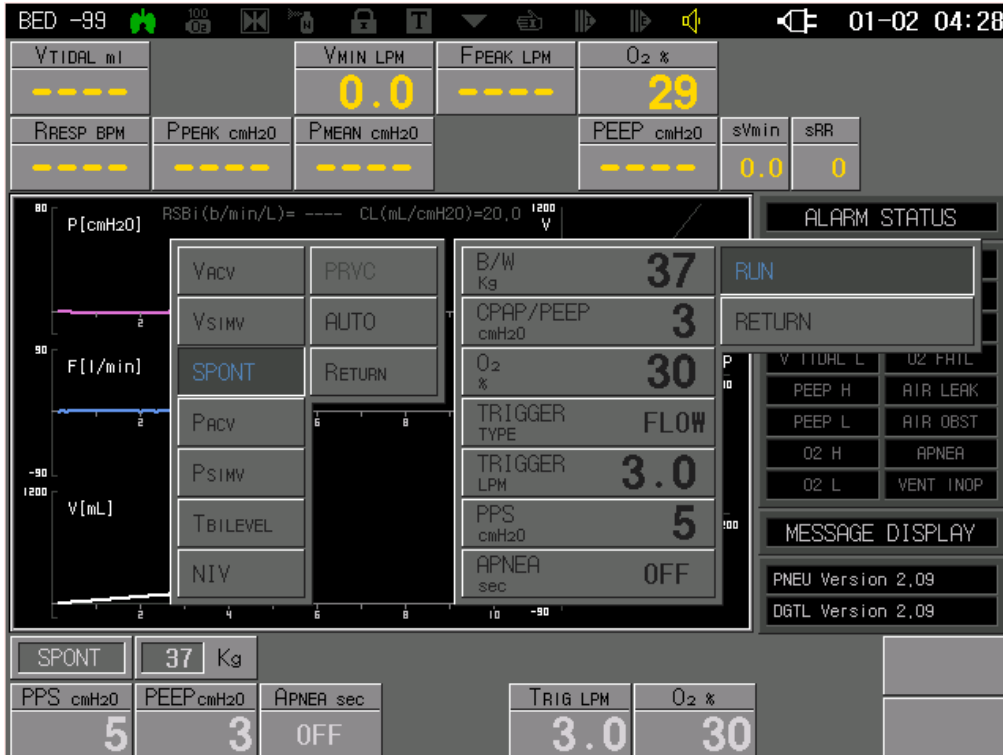 BED -99 100 O2 N T 01-02 04:28
VTIDAL ml VMIN LPM FPEAK LPM O2 %
---- 0.0 ---- 29
RRESP BPM PPEAK cmH2O PMEAN cmH2O PEEP cmH2O sVmin sRR
---- ---- ---- ---- 0.0 0
80 P[cmH2O] RSBi(b/min/L)= ---- CL(mL/cmH2O)=20.0 1200 V
ALARM STATUS
VACV PRVC
VSIMV AUTO
SPONT RETURN
PACV
PSIMV
TBILEVEL
NIV
B/W Kg 37
CPAP/PEEP cmH2O 3
O2 % 30
TRIGGER TYPE FLOW
TRIGGER LPM 3.0
PPS cmH2O 5
APNEA sec OFF
RUN
RETURN
2
90 F[l/min]
2 6 8
-90
1200 V[mL]
2 4 6 8 10 -90
P
V TIDAL L O2 FAIL
PEEP H AIR LEAK
PEEP L AIR OBST
O2 H APNEA
O2 L VENT INOP
MESSAGE DISPLAY
PNEU Version 2.09
DGTL Version 2.09
SPONT 37 Kg
PPS cmH2O PEEP cmH2O APNEA sec TRIG LPM O2 %
5 3 OFF 3.0 30